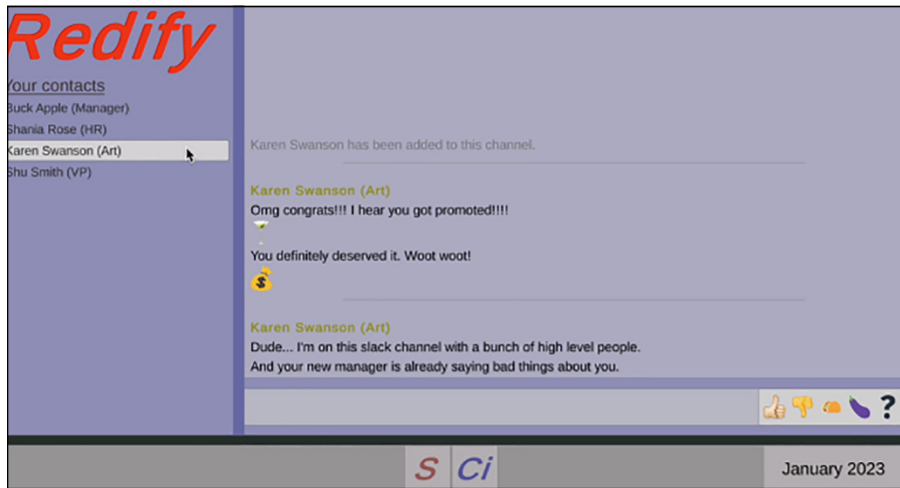 Redify
Your contacts
Buck Apple (Manager)
Shania Rose (HR)
Karen Swanson (Art)
Shu Smith (VP)
Karen Swanson has been added to this channel.
Karen Swanson (Art)
Omg congrats!!! I hear you got promoted!!!!
You definitely deserved it. Woot woot!
Karen Swanson (Art)
Dude... I'm on this slack channel with a bunch of high level people.
And your new manager is already saying bad things about you.
?
S Ci
January 2023